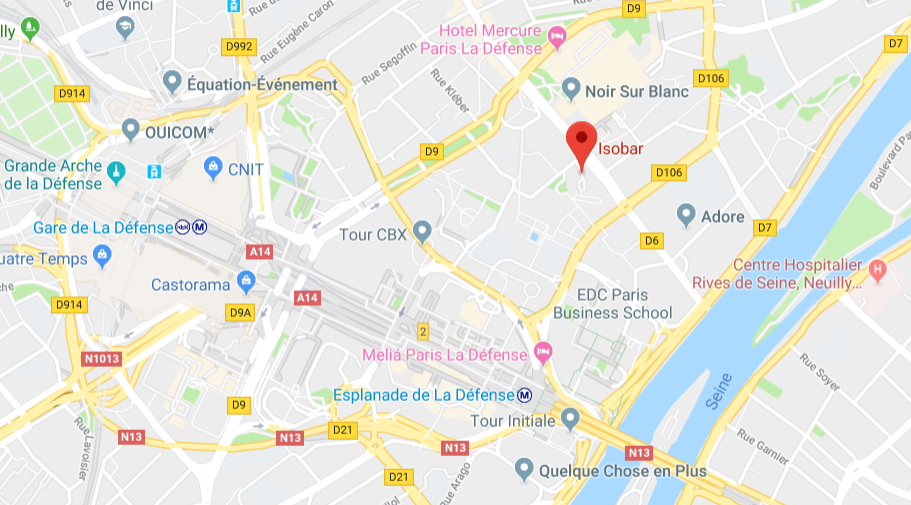 de Vinci
Rue Eugène Caron
D9
lly
D992
Hotel Mercure
Paris La Défense
D7
Rue Segoffin
Rue Kléber
D106
Équation-Événement
Noir Sur Blanc
D914
OUICOM*
D9
Isobar
Grande Arche
de la Défense
CNIT
D106
Boulevard Pa
Adore
Gare de La Défense
M
Tour CBX
D7
D6
A14
uatre Temps
Centre Hospitalier
Rives de Seine, Neuilly...
H
Castorama
A14
EDC Paris
Business School
D914
D9A
2
Meliá Paris La Défense
N1013
Rue Soyer
Seine
Esplanade de La Défense
M
D9
Tour Initiale
Rue Lavoisier
N13
N13
D21
N13
N13
Rue Garnier
Rue Arago
Quelque Chose en Plus
D21